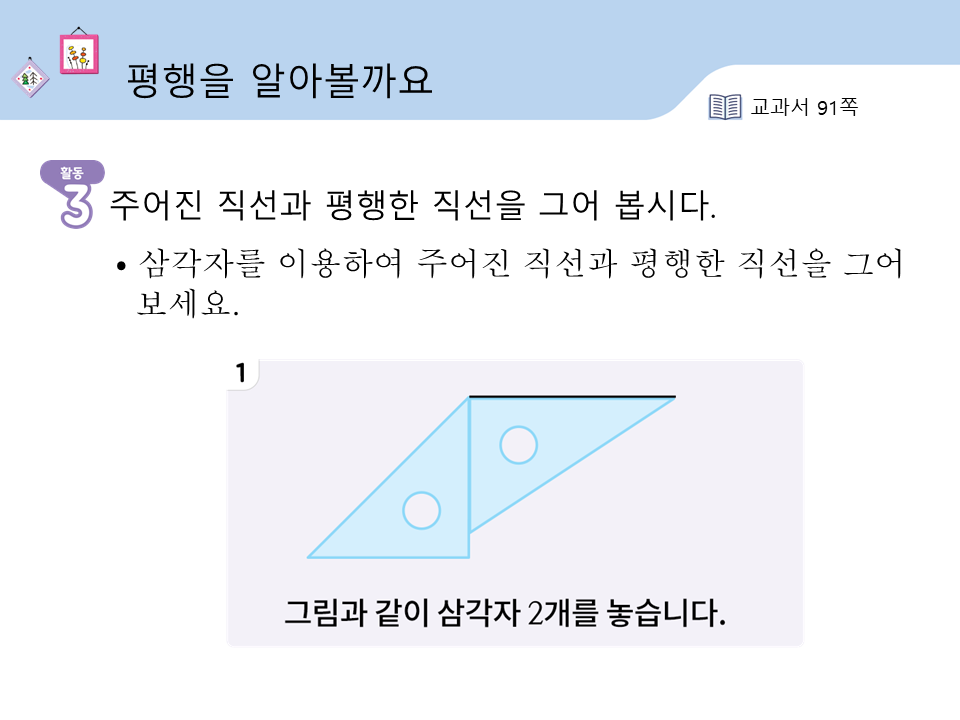 평행을 알아볼까요
교과서 91쪽
활동
3 주어진 직선과 평행한 직선을 그어 봅시다.
• 삼각자를 이용하여 주어진 직선과 평행한 직선을 그어
보세요.
1
그림과 같이 삼각자 2개를 놓습니다.